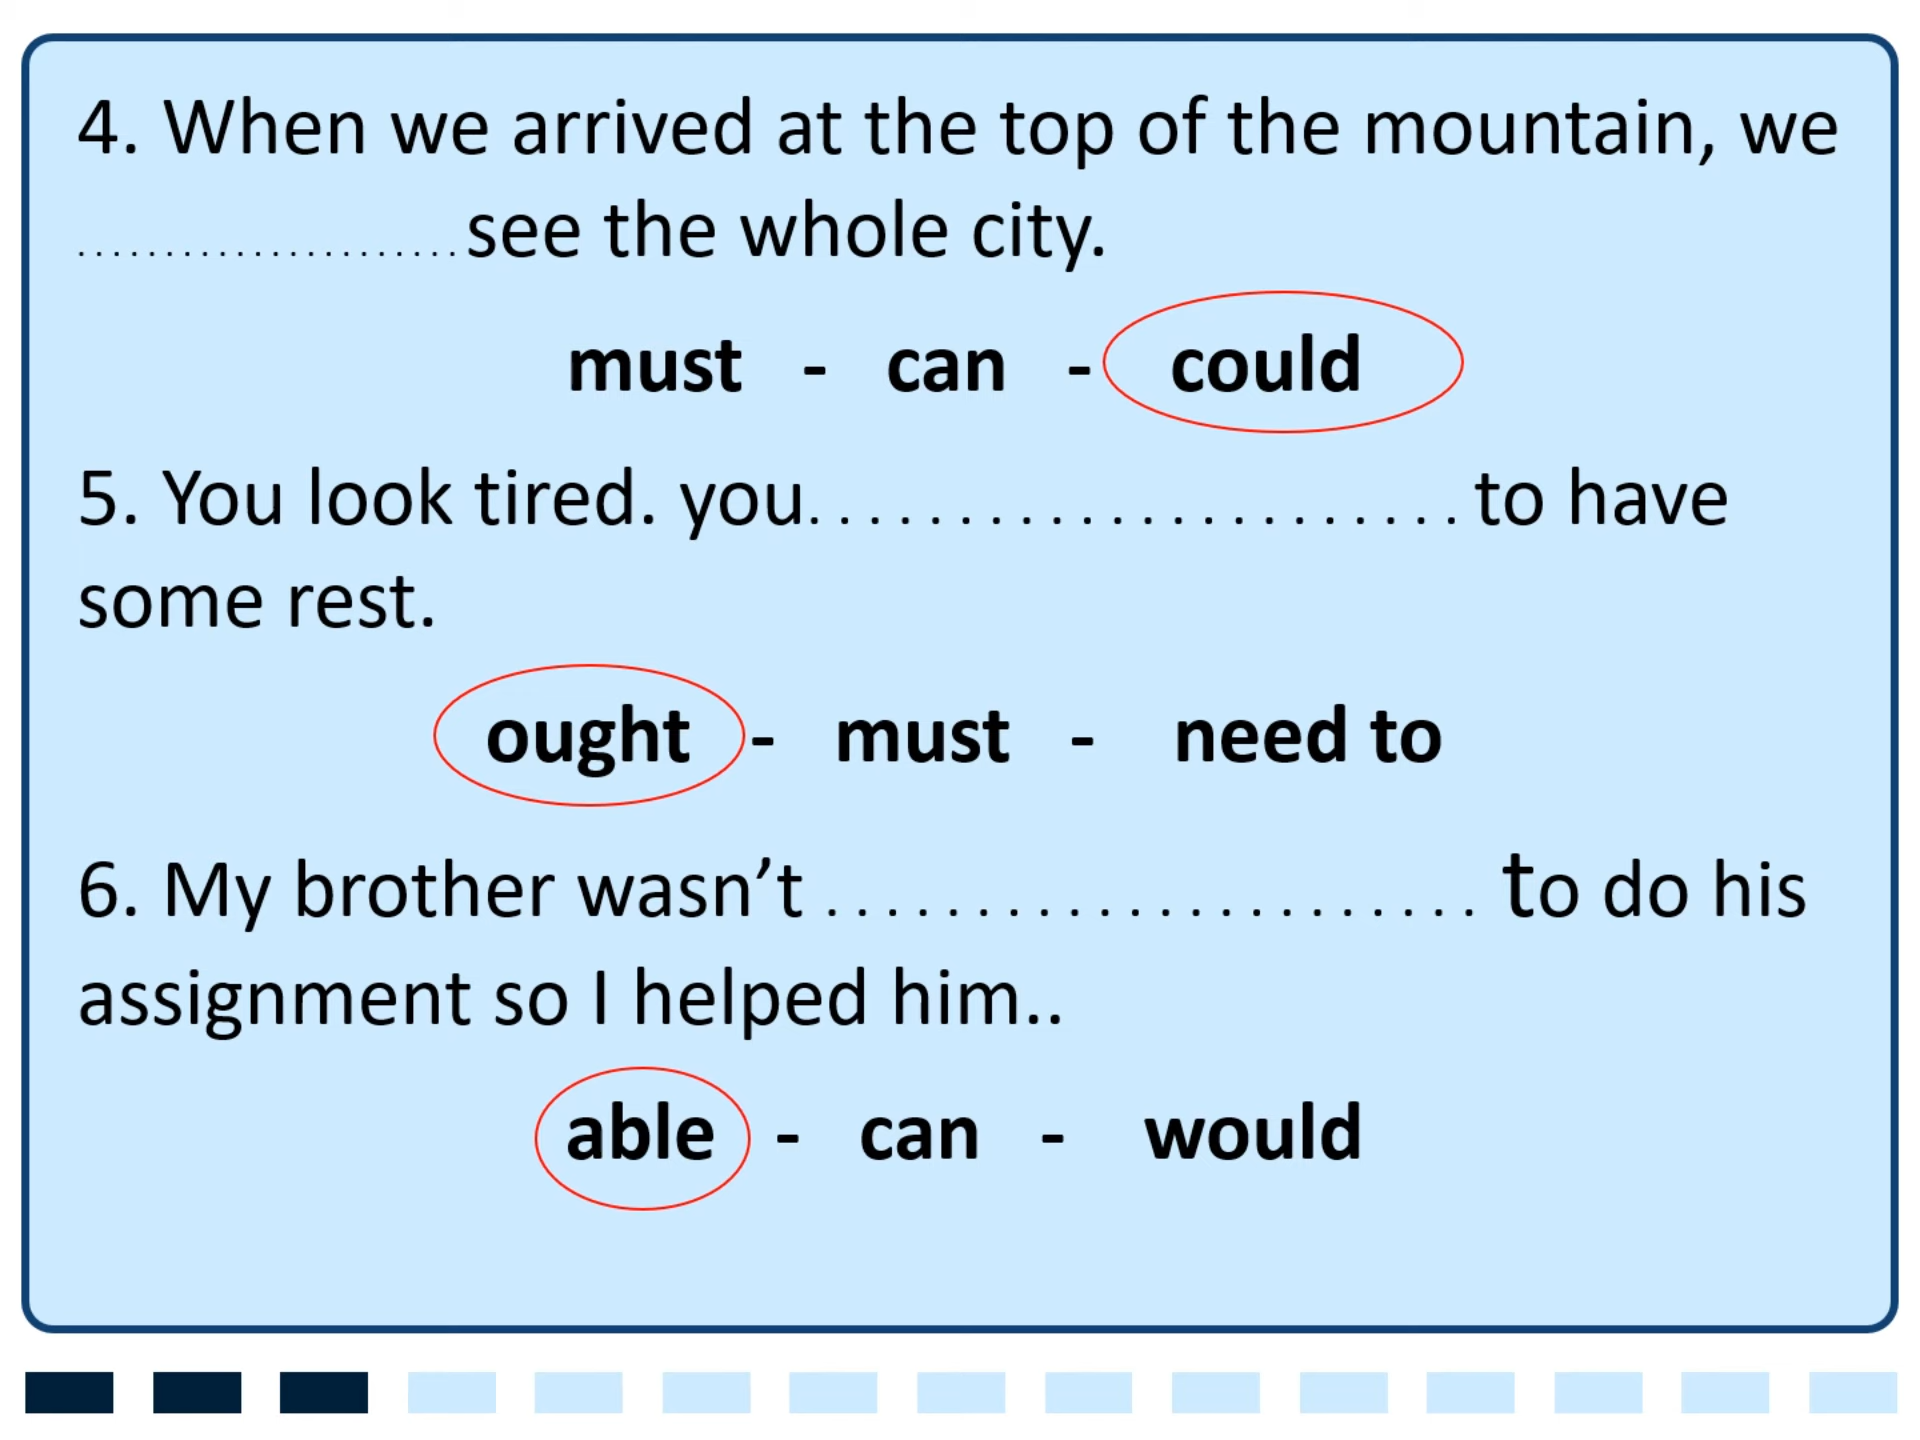 4. When we arrived at the top of the mountain, we
......................see the whole city.
must - can - could
5. You look tired. you...................... to have
some rest.
ought - must - need to
6. My brother wasn’t ...................... to do his
assignment so I helped him..
able - can - would